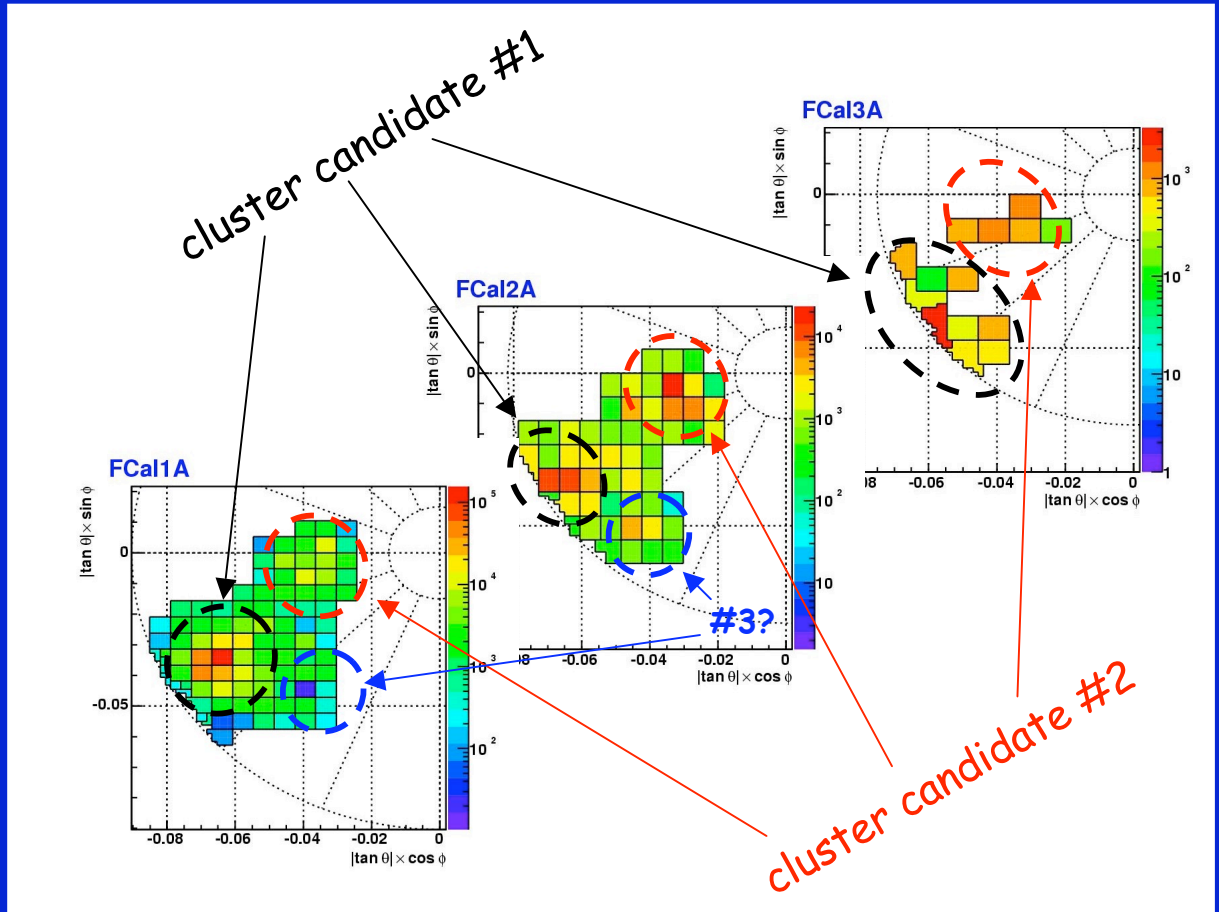 cluster candidate #1
FCal3A
|tan θ| × sin φ
0
-0.06
-0.04
-0.02
0
|tan θ| × cos φ
10³
10²
10
1
FCal2A
|tan θ| × sin φ
0
-0.06
-0.04
-0.02
0
|tan θ| × cos φ
10⁴
10³
10²
10
#3?
FCal1A
|tan θ| × sin φ
0
-0.05
-0.08
-0.06
-0.04
-0.02
0
|tan θ| × cos φ
10⁵
10⁴
10³
10²
cluster candidate #2